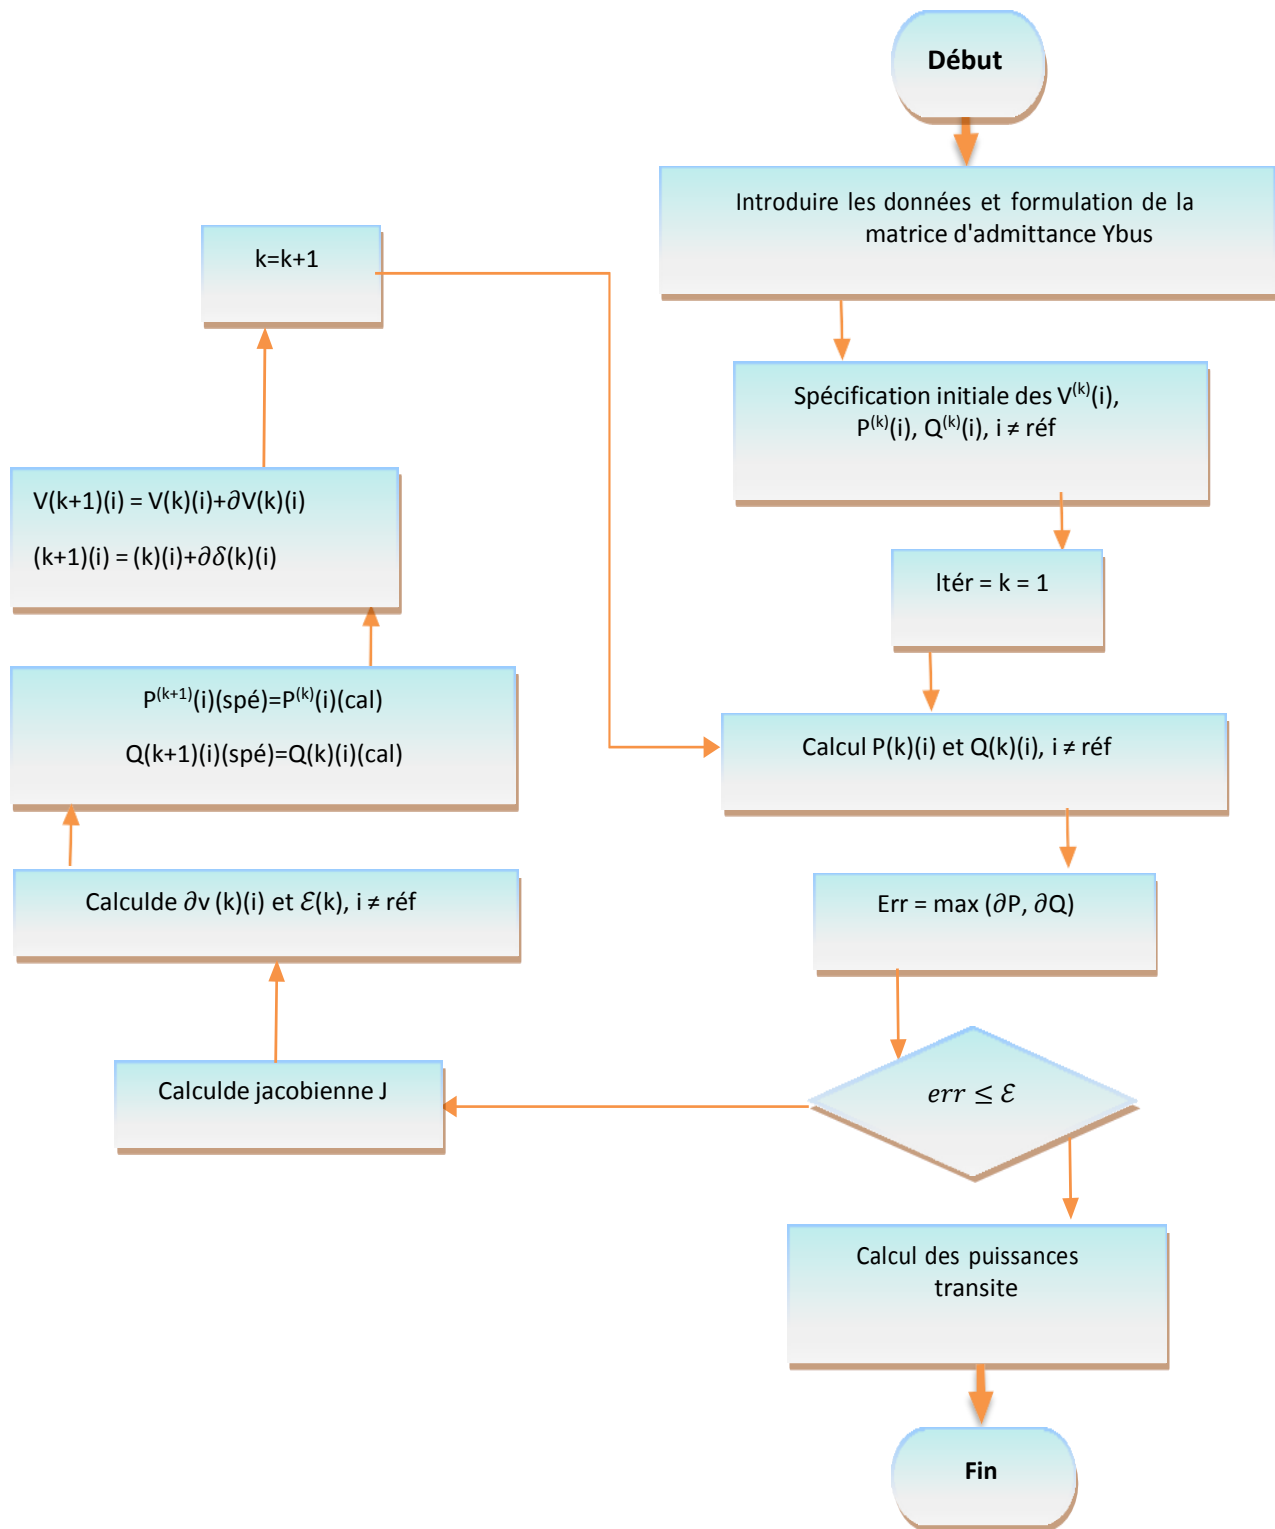 Début
Introduire les données et formulation de la
matrice d'admittance Ybus
Spécification initiale des V⁽ᵏ⁾(i),
P⁽ᵏ⁾(i), Q⁽ᵏ⁾(i), i ≠ réf
Itér = k = 1
Calcul P(k)(i) et Q(k)(i), i ≠ réf
Err = max (∂P, ∂Q)
err ≤ ℰ
Calculde jacobienne J
Calculde ∂v (k)(i) et ℰ(k), i ≠ réf
P⁽ᵏ⁺¹⁾(i)(spé)=P⁽ᵏ⁾(i)(cal)
Q(k+1)(i)(spé)=Q(k)(i)(cal)
V(k+1)(i) = V(k)(i)+∂V(k)(i)
(k+1)(i) = (k)(i)+∂δ(k)(i)
k=k+1
Calcul des puissances
transite
Fin